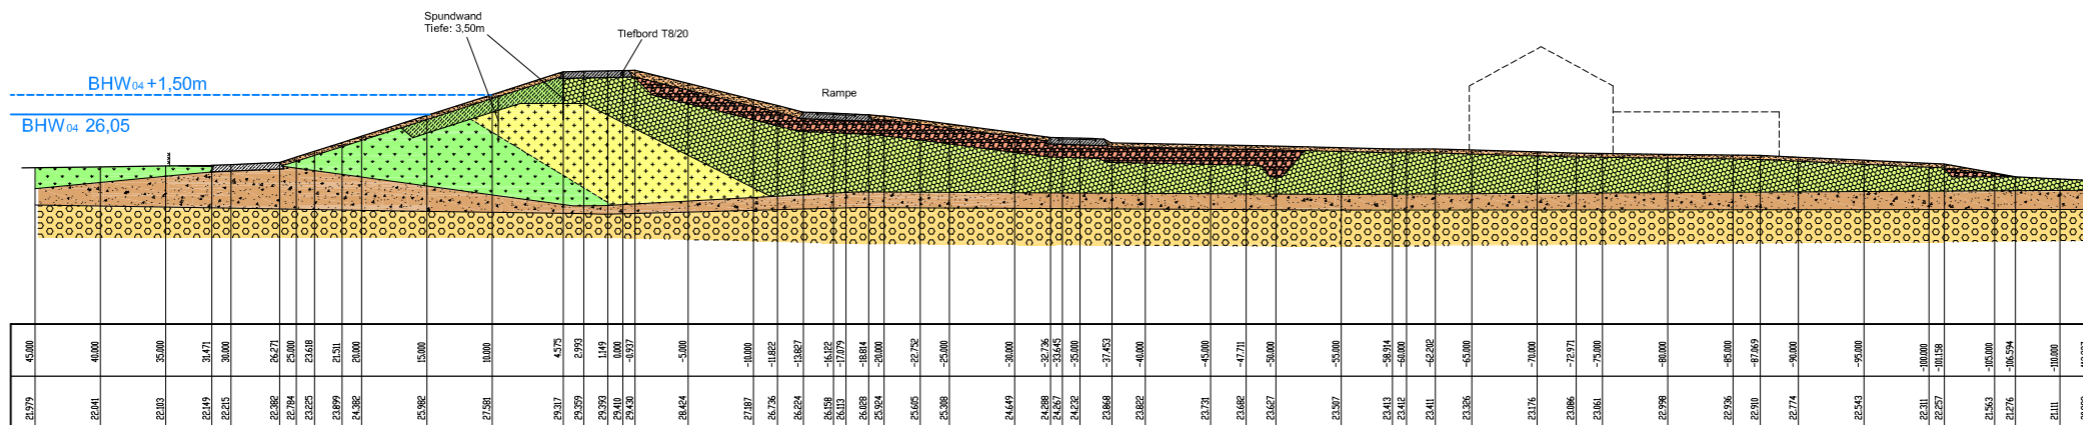 Spundwand
Tiefe: 3,50m
Tiefbord T8/20
BHW04 +1,50m
BHW04 26,05
Rampe
45.000 40.000 35.000 31.471 30.000 26.271 25.000 23.618 21.511 20.000 15.000 10.000 4.575 2.993 1.149 0.000 -0.937 -5.000 -10.000 -11.822 -13.827 -16.122 -17.079 -18.814 -20.000 -22.752 -25.000 -30.000 -32.736 -33.645 -35.000 -37.453 -40.000 -45.000 -47.711 -50.000 -55.000 -58.914 -60.000 -62.202 -65.000 -70.000 -72.971 -75.000 -80.000 -85.000 -87.069 -90.000 -95.000 -100.000 -101.158 -105.000 -106.594 -110.000
21.979 22.041 22.103 22.149 22.215 22.382 22.784 23.225 23.899 24.382 25.982 27.581 29.317 29.359 29.393 29.410 29.430 28.424 27.187 26.736 26.224 26.158 26.113 26.028 25.924 25.605 25.308 24.649 24.288 24.267 24.232 23.868 23.822 23.731 23.682 23.627 23.507 23.413 23.412 23.411 23.326 23.176 23.086 23.061 22.998 22.936 22.910 22.774 22.543 22.311 22.257 21.563 21.276 21.111